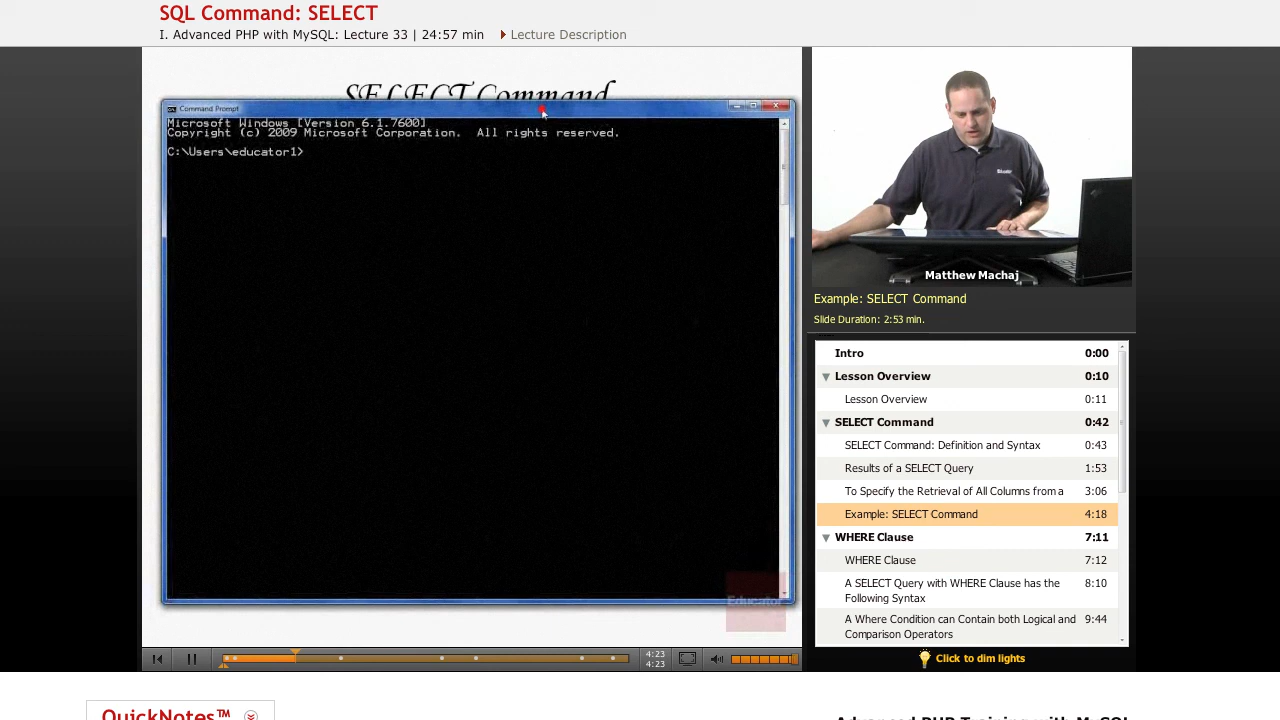 SQL Command: SELECT
I. Advanced PHP with MySQL: Lecture 33 | 24:57 min
Lecture Description
SELECT Command
Command Prompt
Microsoft Windows [Version 6.1.7600]
Copyright (c) 2009 Microsoft Corporation. All rights reserved.
C:\Users\educator1>
Educator
4:23
4:23
Matthew Machaj
Example: SELECT Command
Slide Duration: 2:53 min.
Intro 0:00
Lesson Overview 0:10
Lesson Overview 0:11
SELECT Command 0:42
SELECT Command: Definition and Syntax 0:43
Results of a SELECT Query 1:53
To Specify the Retrieval of All Columns from a 3:06
Example: SELECT Command 4:18
WHERE Clause 7:11
WHERE Clause 7:12
A SELECT Query with WHERE Clause has the 8:10
Following Syntax
A Where Condition can Contain both Logical and 9:44
Comparison Operators
Click to dim lights
QuickNotes™
Advanced PHP Training with MySQL